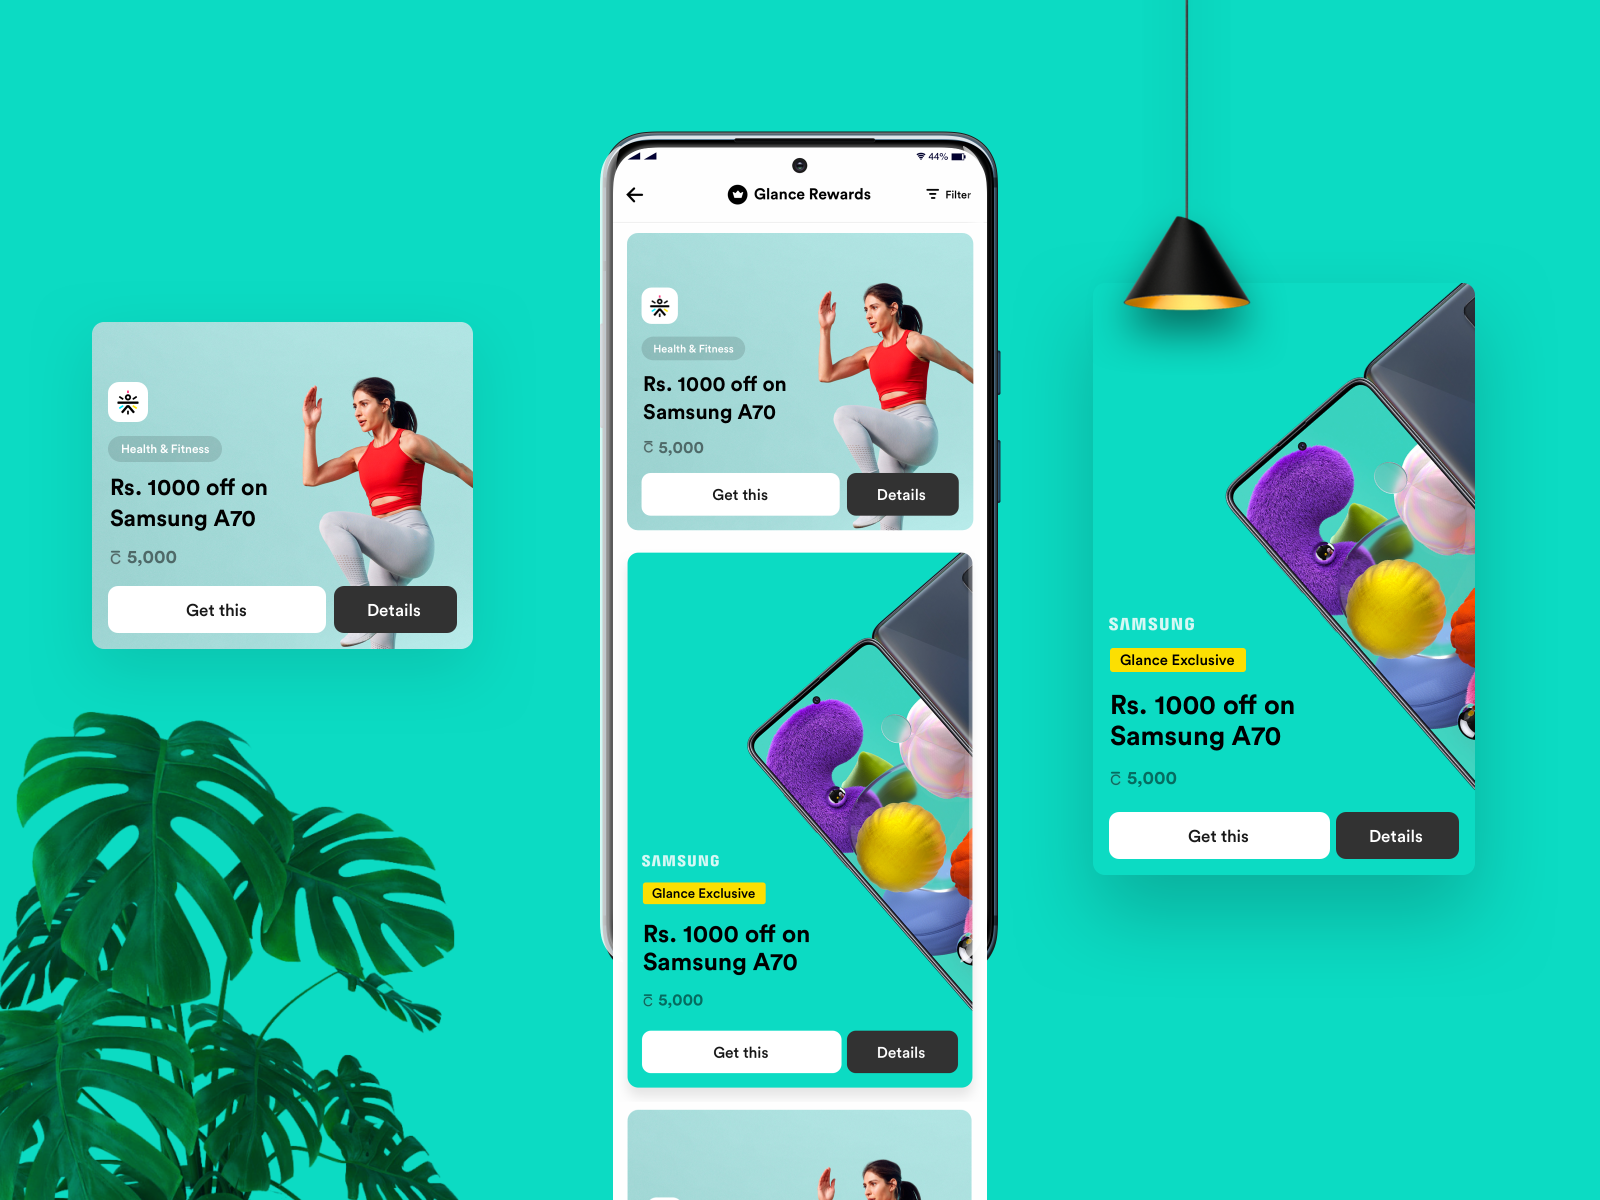 44%
Glance Rewards
Filter
Health & Fitness
Rs. 1000 off on
Samsung A70
5,000
Get this
Details
Health & Fitness
Rs. 1000 off on
Samsung A70
5,000
Get this
Details
SAMSUNG
Glance Exclusive
Rs. 1000 off on
Samsung A70
5,000
Get this
Details
SAMSUNG
Glance Exclusive
Rs. 1000 off on
Samsung A70
5,000
Get this
Details